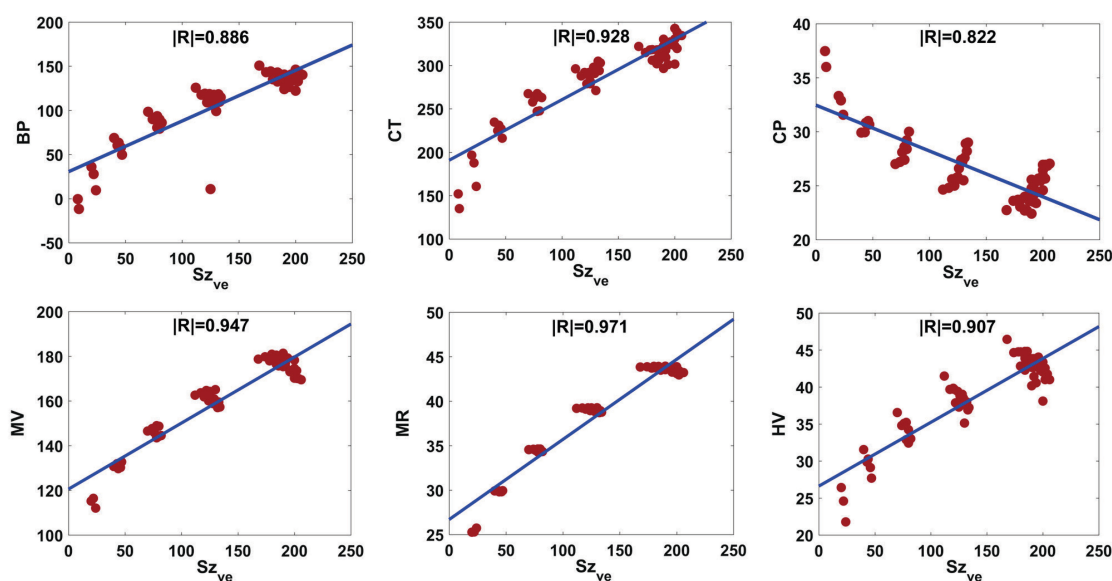 |R|=0.886
200
150
100
50
0
-50
BP
0 50 100 150 200 250
Sz_ve
|R|=0.928
350
300
250
200
150
100
CT
0 50 100 150 200 250
Sz_ve
|R|=0.822
40
35
30
25
20
CP
0 50 100 150 200 250
Sz_ve
|R|=0.947
200
180
160
140
120
100
MV
0 50 100 150 200 250
Sz_ve
|R|=0.971
50
45
40
35
30
25
MR
0 50 100 150 200 250
Sz_ve
|R|=0.907
50
45
40
35
30
25
20
HV
0 50 100 150 200 250
Sz_ve